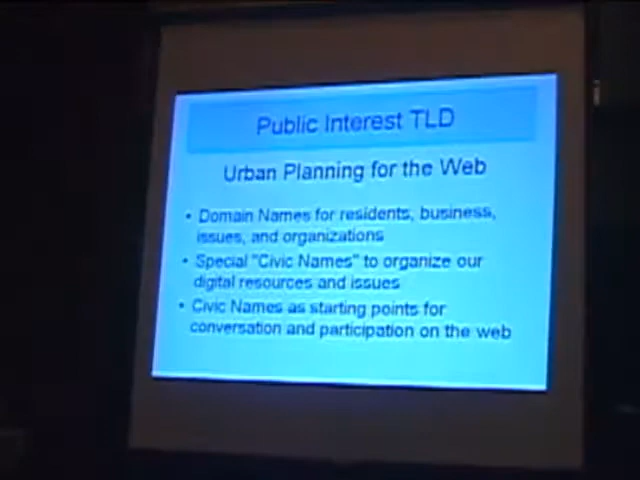 Public Interest TLD
Urban Planning for the Web
• Domain Names for residents, business,
issues, and organizations
• Special "Civic Names" to organize our
digital resources and issues
• Civic Names as starting points for
conversation and participation on the web